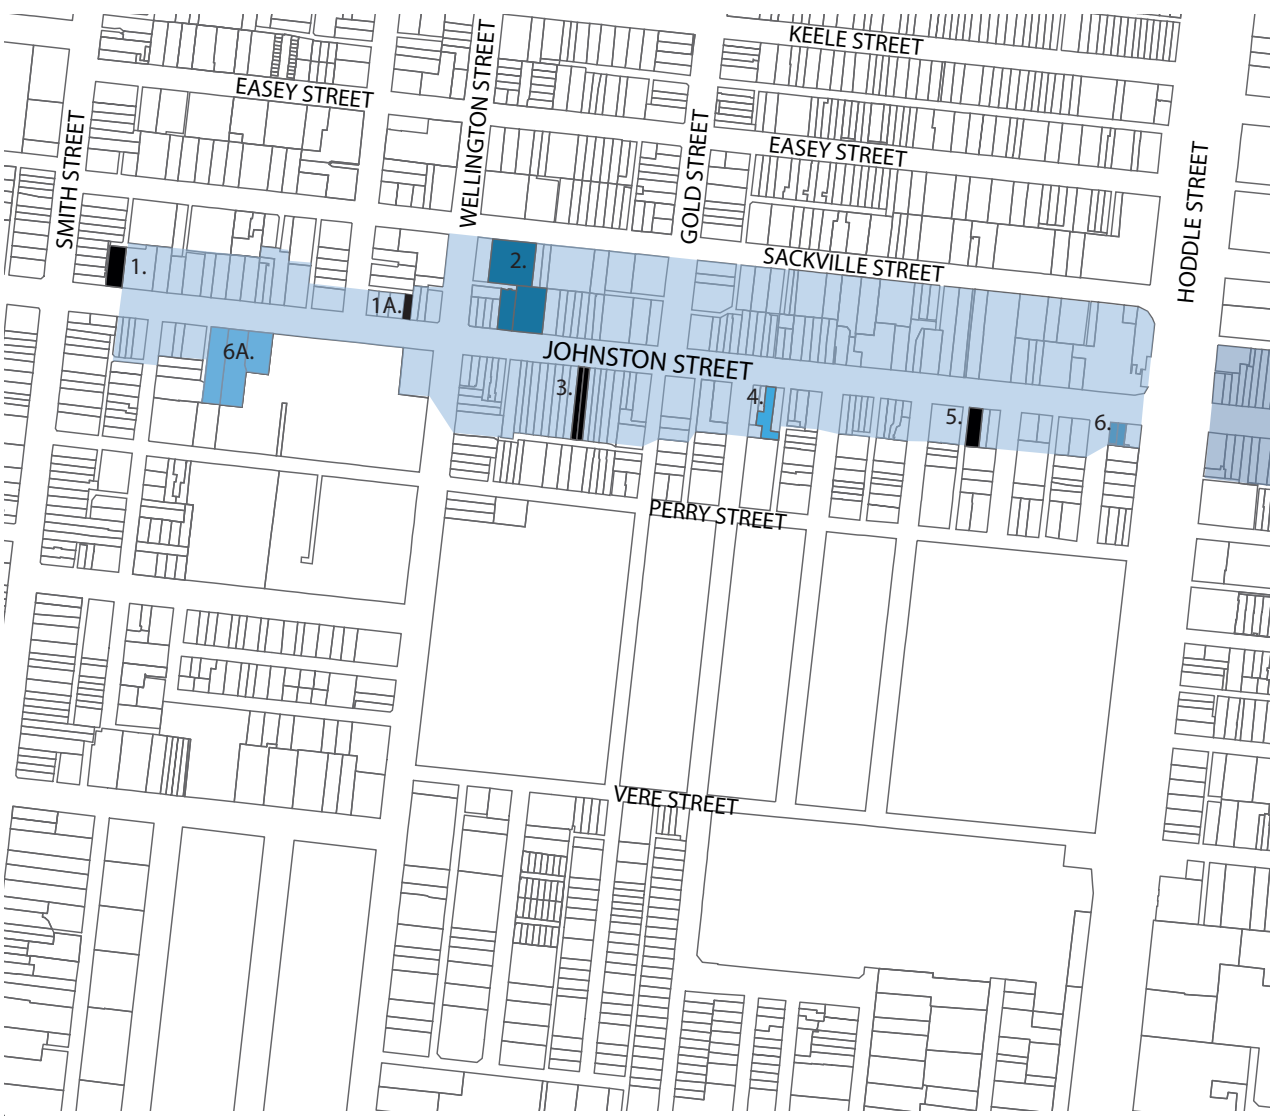 KEELE STREET
EASEY STREET
WELLINGTON STREET
SMITH STREET
GOLD STREET
EASEY STREET
HODDLE STREET
SACKVILLE STREET
1.
2.
1A.
6A.
JOHNSTON STREET
3.
4.
5.
6.
PERRY STREET
VERE STREET